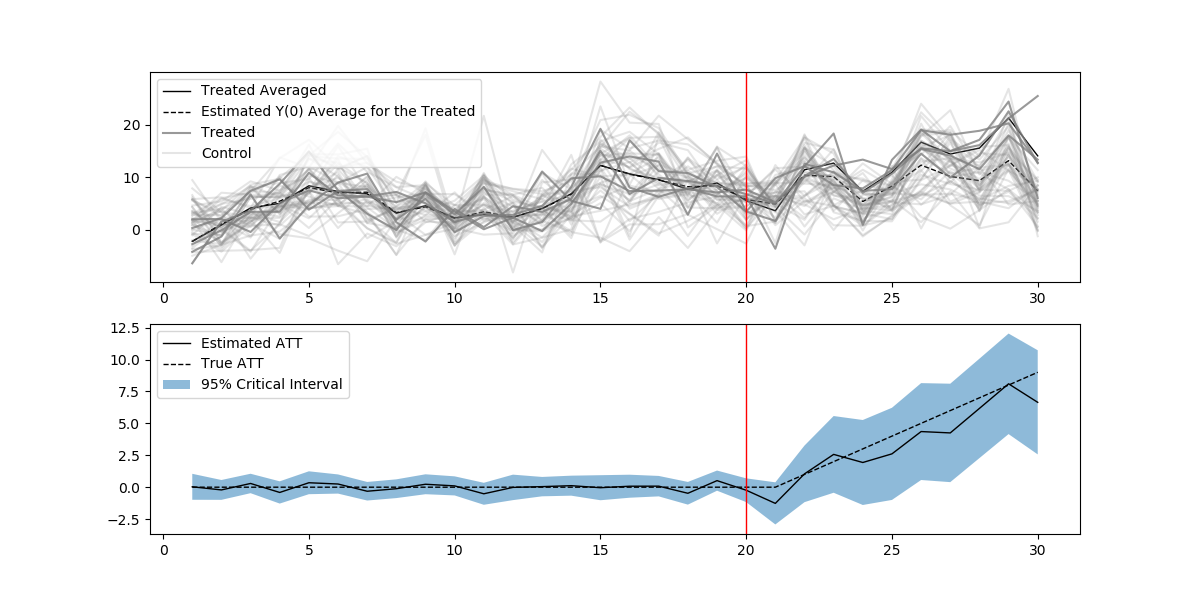 Treated Averaged
Estimated Y(0) Average for the Treated
Treated
Control
20
10
0
0 5 10 15 20 25 30
Estimated ATT
True ATT
95% Critical Interval
12.5
10.0
7.5
5.0
2.5
0.0
−2.5
0 5 10 15 20 25 30